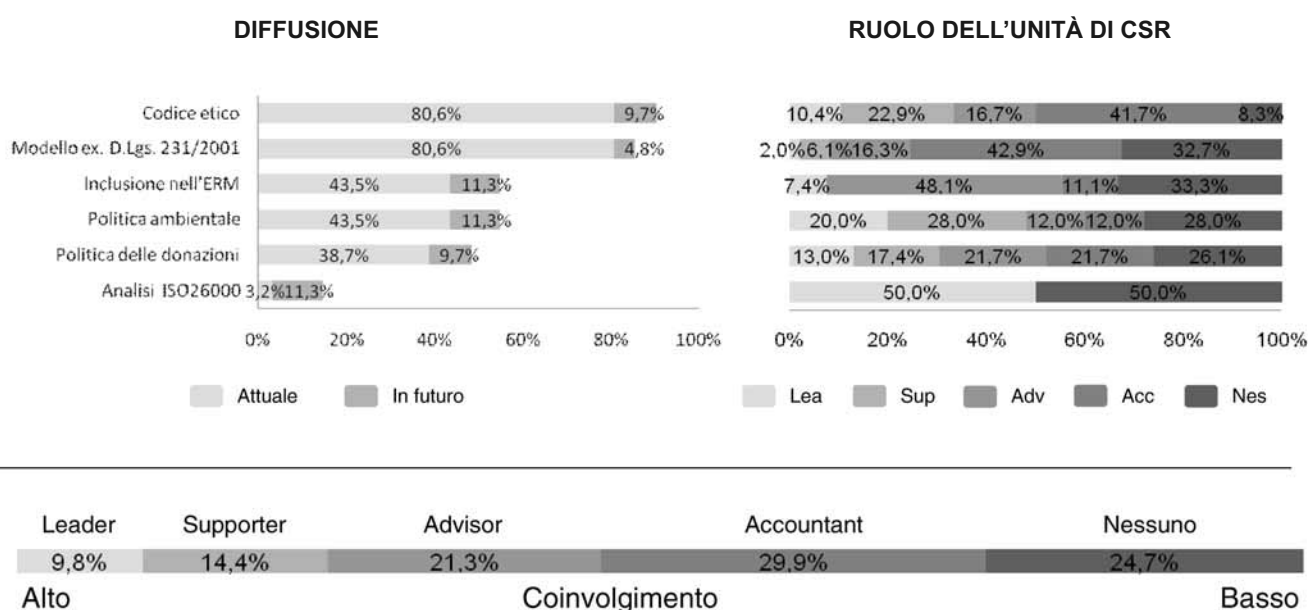 DIFFUSIONE RUOLO DELL’UNITÀ DI CSR
Codice etico 80,6% 9,7% 10,4% 22,9% 16,7% 41,7% 8,3%
Modello ex. D.Lgs. 231/2001 80,6% 4,8% 2,0% 6,1% 16,3% 42,9% 32,7%
Inclusione nell'ERM 43,5% 11,3% 7,4% 48,1% 11,1% 33,3%
Politica ambientale 43,5% 11,3% 20,0% 28,0% 12,0% 12,0% 28,0%
Politica delle donazioni 38,7% 9,7% 13,0% 17,4% 21,7% 21,7% 26,1%
Analisi ISO26000 3,2% 11,3% 50,0% 50,0%
0% 20% 40% 60% 80% 100% 0% 20% 40% 60% 80% 100%
Attuale In futuro Lea Sup Adv Acc Nes
Leader Supporter Advisor Accountant Nessuno
9,8% 14,4% 21,3% 29,9% 24,7%
Alto Coinvolgimento Basso